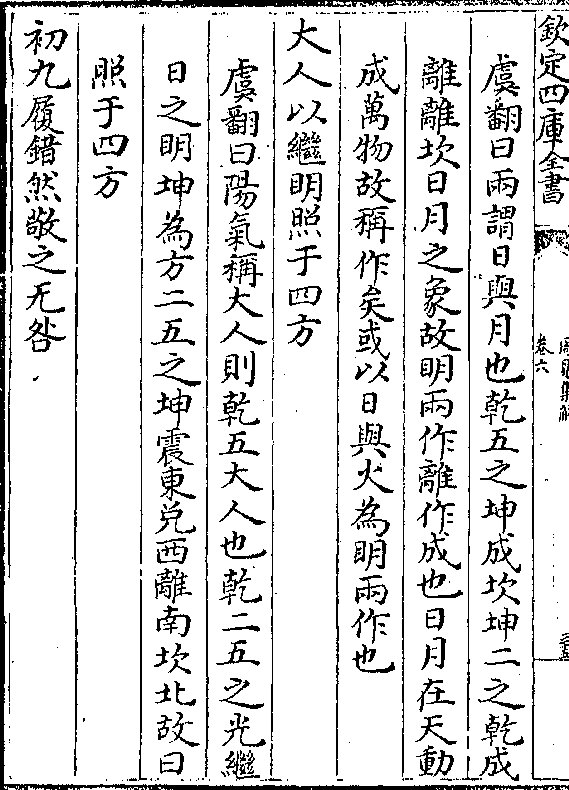 欽定四庫全書
卷六
虞翻曰兩謂日與月也乾五之坤成坎坤二之乾成
離離坎日月之象故明兩作離作成也日月在天動
成萬物故稱作矣或以日與火為明兩作也
大人以繼明照于四方
虞翻曰陽氣稱大人則乾五大人也乾二五之光繼
日之明坤為方二五之坤震東兌西離南坎北故曰
照于四方
初九履錯然敬之无咎